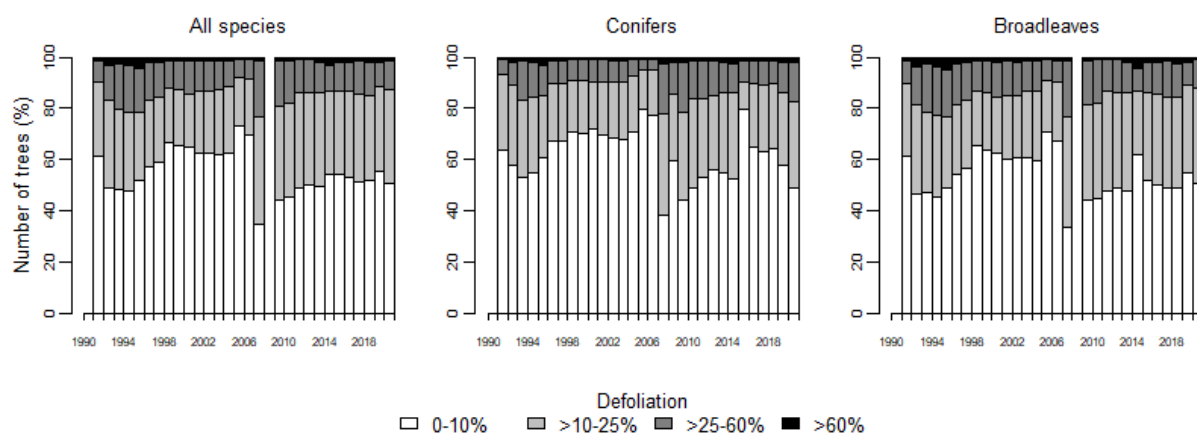 All species
Conifers
Broadleaves
Number of trees (%)
0 20 40 60 80 100
0 20 40 60 80 100
0 20 40 60 80 100
1990 1994 1998 2002 2006 2010 2014 2018
1990 1994 1998 2002 2006 2010 2014 2018
1990 1994 1998 2002 2006 2010 2014 2018
Defoliation
0-10% >10-25% >25-60% >60%